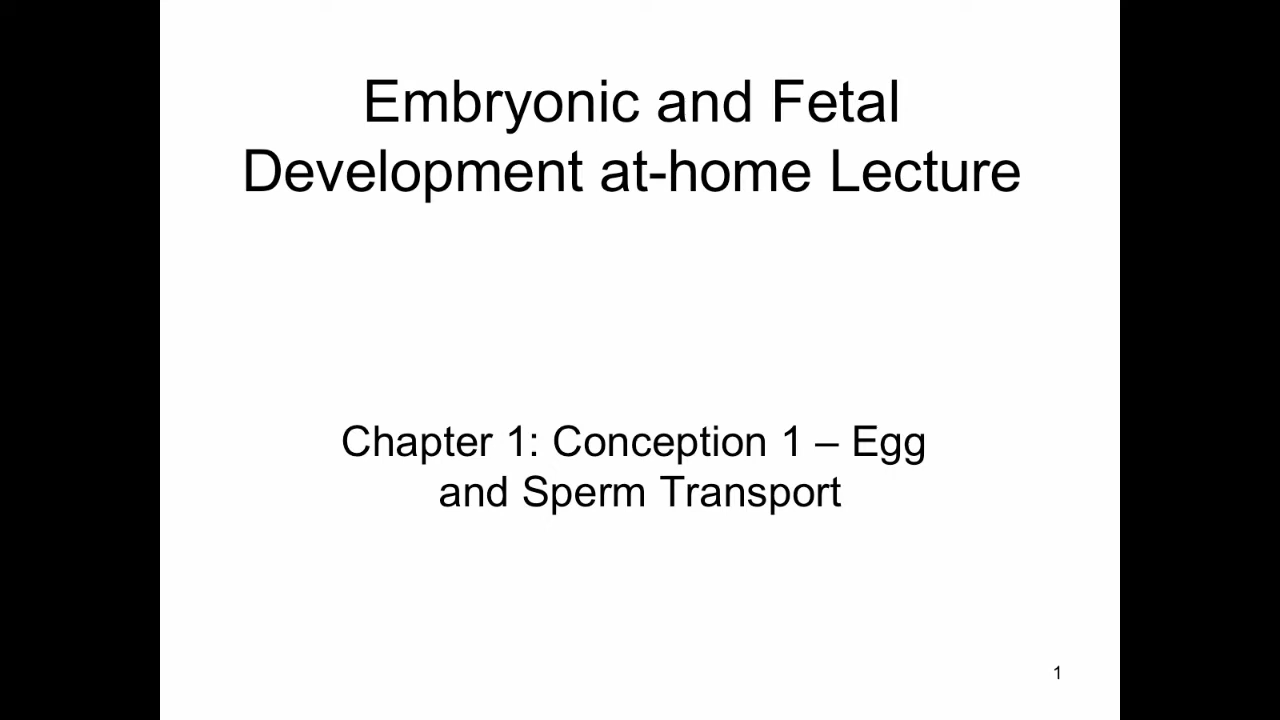 Embryonic and Fetal
Development at-home Lecture
Chapter 1: Conception 1 – Egg
and Sperm Transport
1